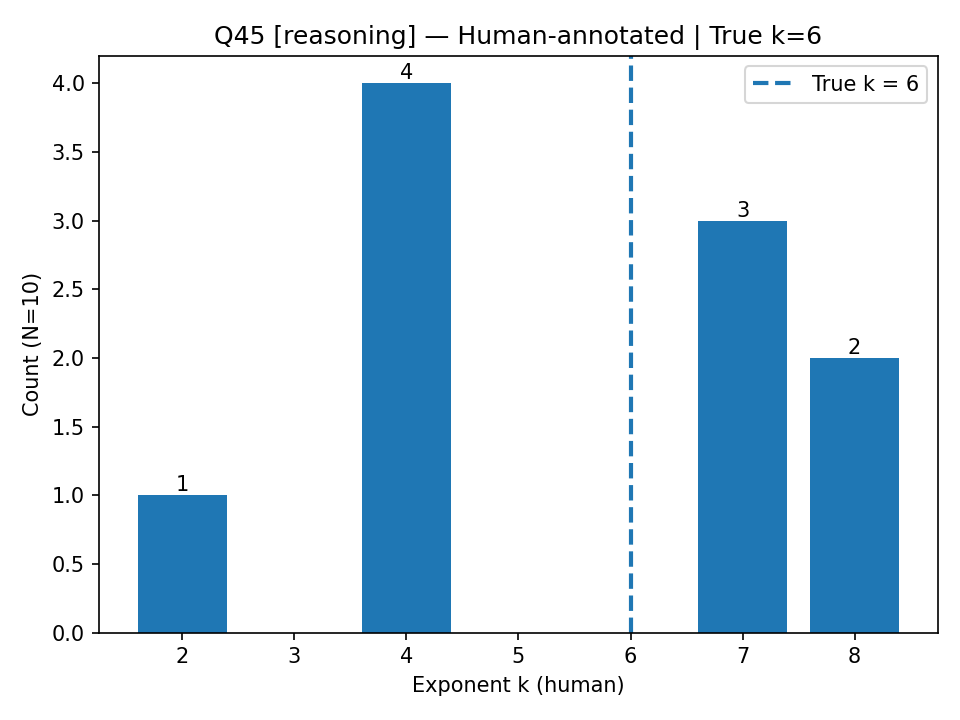 Q45 [reasoning] — Human-annotated | True k=6
True k = 6
4.0
3.5
3.0
2.5
2.0
1.5
1.0
0.5
0.0
Count (N=10)
1
4
3
2
2 3 4 5 6 7 8
Exponent k (human)